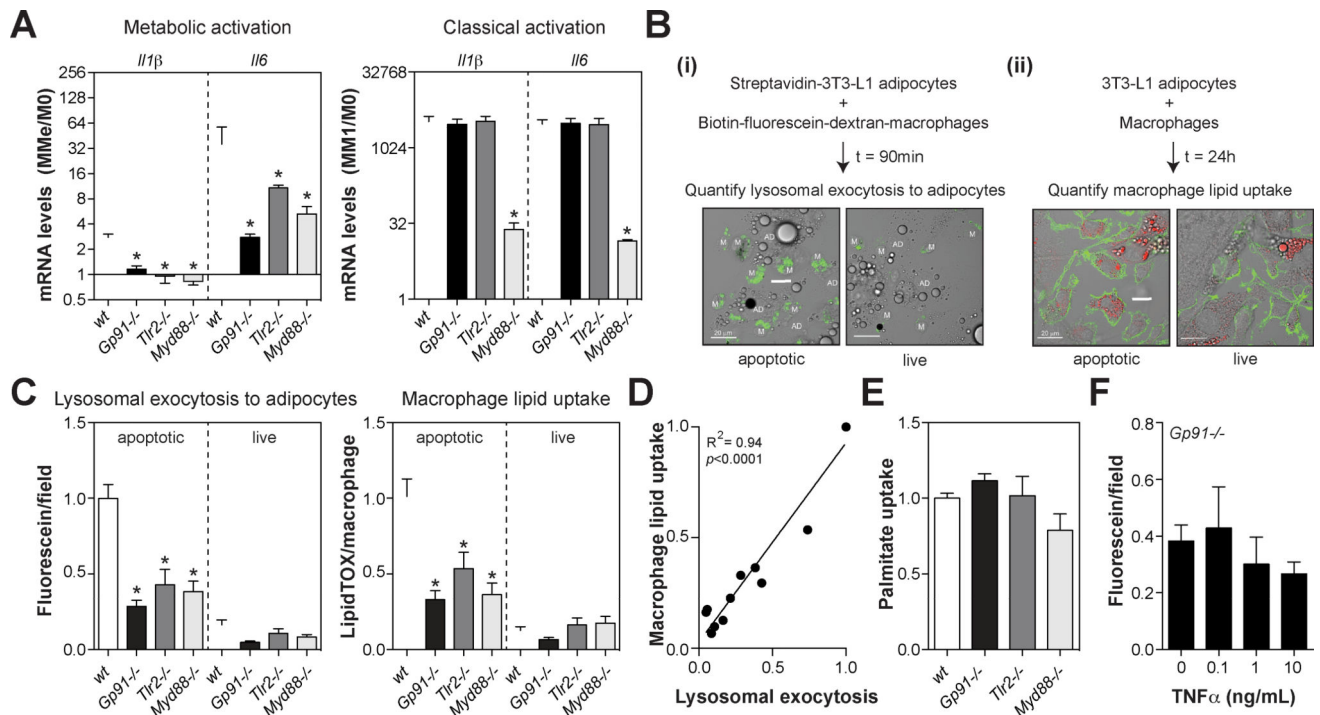 A
Metabolic activation
Il1β
Il6
mRNA levels (MMe/M0)
256
128
64
32
16
8
4
2
1
0.5
* * *
* * *
wt
Gp91-/-
Tlr2-/-
Myd88-/-
wt
Gp91-/-
Tlr2-/-
Myd88-/-
Classical activation
Il1β
Il6
mRNA levels (MM1/M0)
32768
1024
32
1
*
*
wt
Gp91-/-
Tlr2-/-
Myd88-/-
wt
Gp91-/-
Tlr2-/-
Myd88-/-
B
(i)
Streptavidin-3T3-L1 adipocytes
+
Biotin-fluorescein-dextran-macrophages
t = 90min
Quantify lysosomal exocytosis to adipocytes
M
M
M
AD
AD
M
M
M
AD
M
M
AD
M
M
20 µm
apoptotic
M
M
AD
M
AD
M
live
(ii)
3T3-L1 adipocytes
+
Macrophages
t = 24h
Quantify macrophage lipid uptake
20 µm
apoptotic
live
C
Lysosomal exocytosis to adipocytes
apoptotic
live
Fluorescein/field
1.5
1.0
0.5
0.0
* * *
wt
Gp91-/-
Tlr2-/-
Myd88-/-
wt
Gp91-/-
Tlr2-/-
Myd88-/-
Macrophage lipid uptake
apoptotic
live
LipidTOX/macrophage
1.5
1.0
0.5
0.0
* * *
wt
Gp91-/-
Tlr2-/-
Myd88-/-
wt
Gp91-/-
Tlr2-/-
Myd88-/-
D
R²= 0.94
p<0.0001
Macrophage lipid uptake
1.0
0.5
0
0.0
0.5
1.0
Lysosomal exocytosis
E
Palmitate uptake
1.5
1.0
0.5
0.0
wt
Gp91-/-
Tlr2-/-
Myd88-/-
F
Gp91-/-
Fluorescein/field
0.8
0.6
0.4
0.2
0.0
0
0.1
1
10
TNFα (ng/mL)